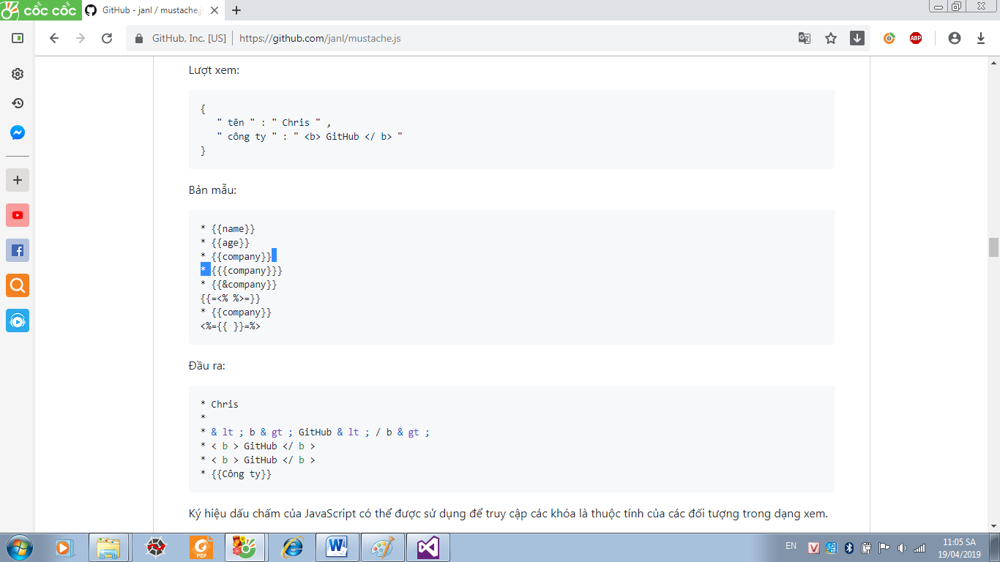 cốc cốc
GitHub - janl / mustache.js
GitHub, Inc. [US] | https://github.com/janl/mustache.js
ABP
Lượt xem:
{
" tên " : " Chris " ,
" công ty " : " <b> GitHub </ b> "
}
Bản mẫu:
* {{name}}
* {{age}}
* {{company}}
* {{{company}}}
* {{&company}}
{{=<% %>=}}
* {{company}}
<%={{ }}=%>
Đầu ra:
* Chris
*
* & lt ; b & gt ; GitHub & lt ; / b & gt ;
* < b > GitHub </ b >
* < b > GitHub </ b >
* {{Công ty}}
Ký hiệu dấu chấm của JavaScript có thể được sử dụng để truy cập các khóa là thuộc tính của các đối tượng trong dạng xem.
PDF
EN
11:05 SA
19/04/2019